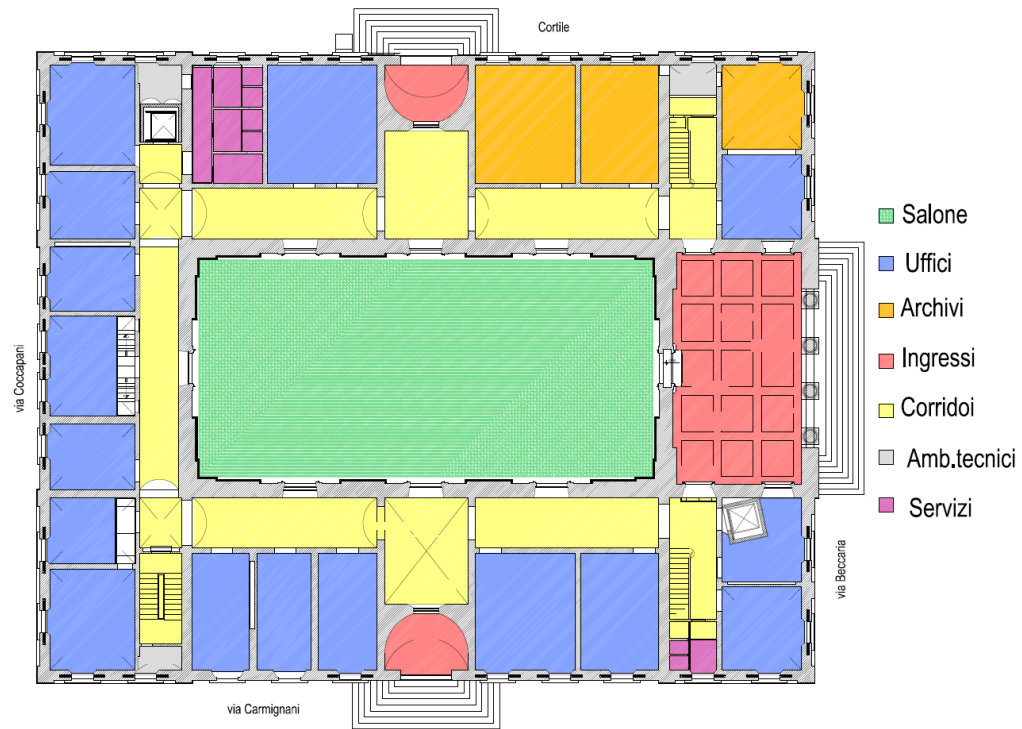 Cortile
Salone
Uffici
Archivi
Ingressi
via Coccapani
Corridoi
Amb.tecnici
Servizi
via Beccaria
via Carmignani